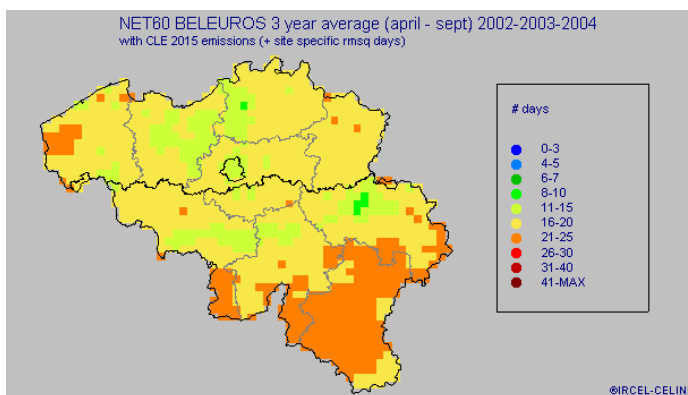 NET60 BELEUROS 3 year average (april - sept) 2002-2003-2004
with CLE 2015 emissions (+ site specific rmsq days)
# days
0-3
4-5
6-7
8-10
11-15
16-20
21-25
26-30
31-40
41-MAX
©IRCEL-CELIN